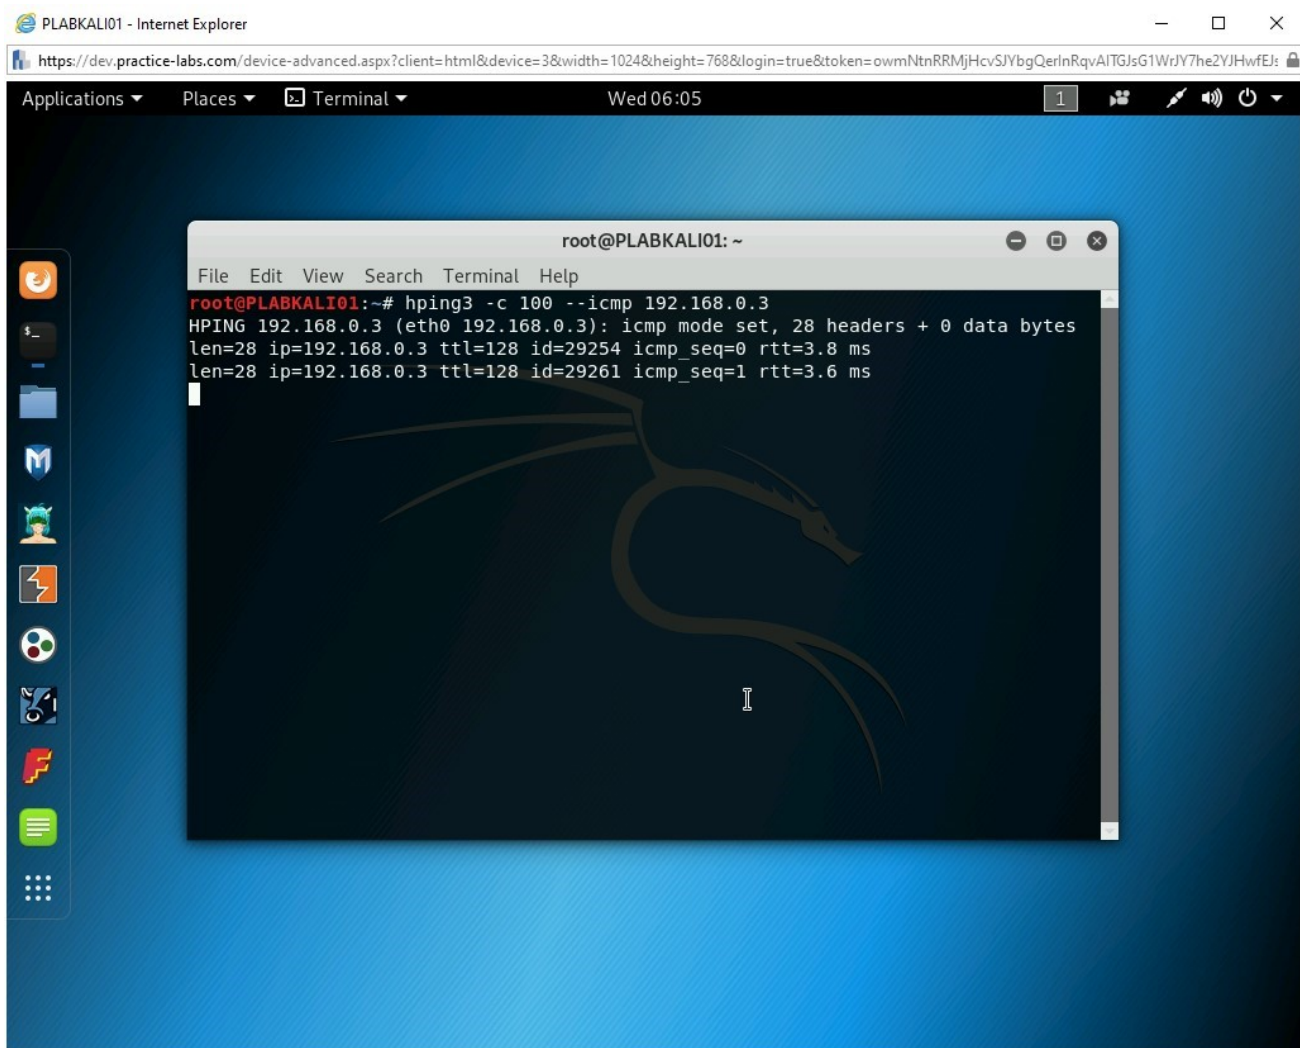 PLABKALI01 - Internet Explorer
https://dev.practice-labs.com/device-advanced.aspx?client=html&device=3&width=1024&height=768&login=true&token=
Applications Places Terminal Wed 06:05 1
root@PLABKALI01: ~
File Edit View Search Terminal Help
root@PLABKALI01:~# hping3 -c 100 --icmp 192.168.0.3
HPING 192.168.0.3 (eth0 192.168.0.3): icmp mode set, 28 headers + 0 data bytes
len=28 ip=192.168.0.3 ttl=128 id=29254 icmp_seq=0 rtt=3.8 ms
len=28 ip=192.168.0.3 ttl=128 id=29261 icmp_seq=1 rtt=3.6 ms
$_